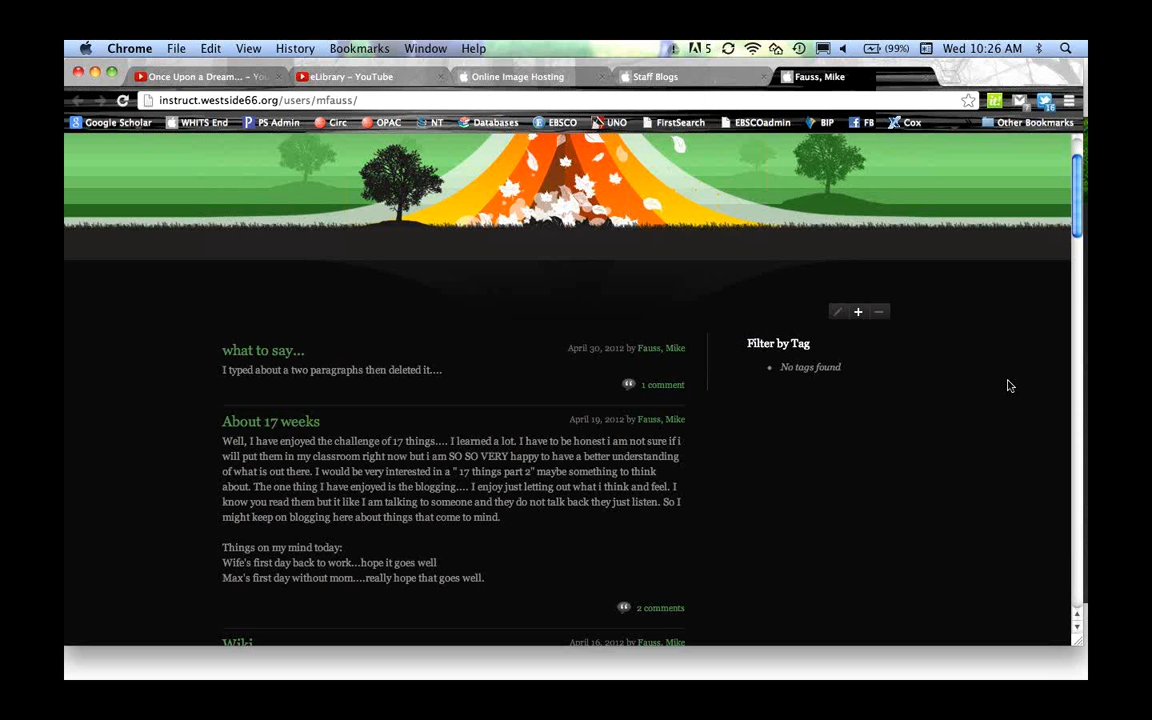 Chrome File Edit View History Bookmarks Window Help 5 (99%) Wed 10:26 AM
Once Upon a Dream... – Yo
eLibrary – YouTube
Online Image Hosting
Staff Blogs
Fauss, Mike
instruct.westside66.org/users/mfauss/
Google Scholar WHITS End PS Admin Circ OPAC NT Databases EBSCO UNO FirstSearch EBSCOadmin BIP FB Cox » Other Bookmarks
what to say...
April 30, 2012 by Fauss, Mike
I typed about a two paragraphs then deleted it....
1 comment
About 17 weeks
April 19, 2012 by Fauss, Mike
Well, I have enjoyed the challenge of 17 things.... I learned a lot. I have to be honest i am not sure if i
will put them in my classroom right now but i am SO SO VERY happy to have a better understanding
of what is out there. I would be very interested in a " 17 things part 2" maybe something to think
about. The one thing I have enjoyed is the blogging.... I enjoy just letting out what i think and feel. I
know you read them but it like I am talking to someone and they do not talk back they just listen. So I
might keep on blogging here about things that come to mind.
Things on my mind today:
Wife's first day back to work...hope it goes well
Max's first day without mom....really hope that goes well.
2 comments
Wiki
April 16, 2012 by Fauss, Mike
Filter by Tag
No tags found